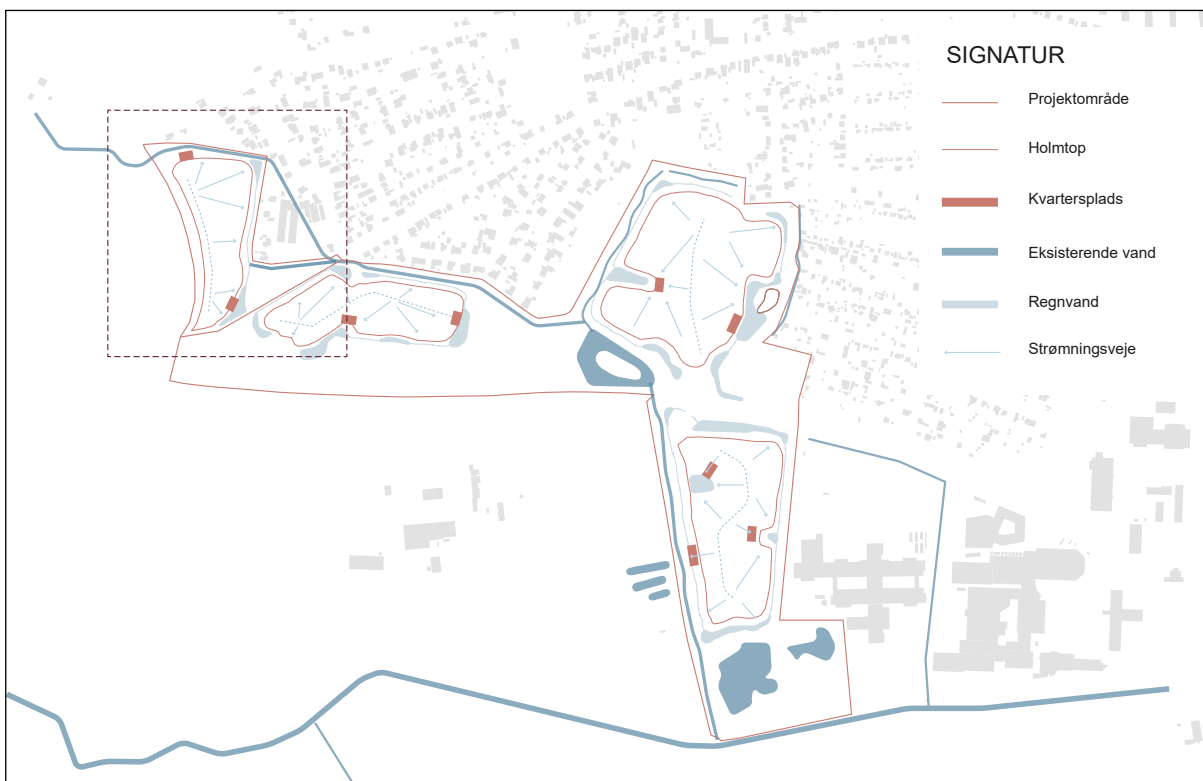 SIGNATUR
Projektområde
Holmtop
Kvartersplads
Eksisterende vand
Regnvand
Strømningsveje